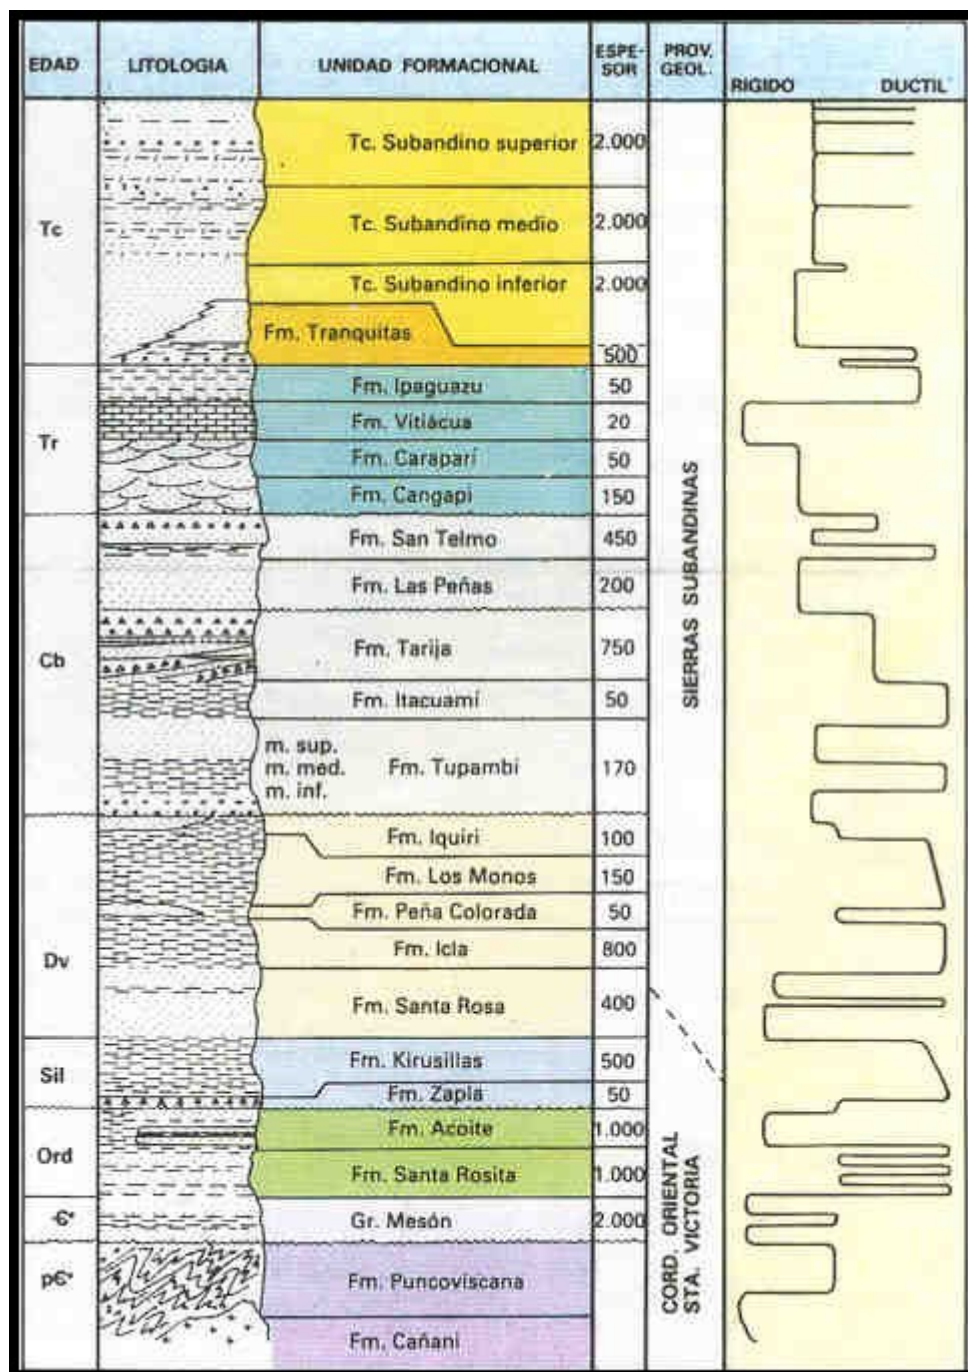 EDAD LITOLOGIA UNIDAD FORMACIONAL ESPE-SOR PROV. GEOL. RIGIDO DUCTIL
Tc
Tc. Subandino superior 2.000
Tc. Subandino medio 2.000
Tc. Subandino inferior 2.000
Fm. Tranquitas 500
Tr
Fm. Ipaguazu 50
Fm. Vitiácua 20
Fm. Caraparí 50
Fm. Cangapi 150
Cb
Fm. San Telmo 450
Fm. Las Peñas 200
Fm. Tarija 750
Fm. Itacuamí 50
m. sup.
m. med. Fm. Tupambi 170
m. inf.
Dv
Fm. Iquiri 100
Fm. Los Monos 150
Fm. Peña Colorada 50
Fm. Icla 800
Fm. Santa Rosa 400
Sil
Fm. Kirusillas 500
Fm. Zapla 50
Ord
Fm. Acoite 1.000
Fm. Santa Rosita 1.000
Є*
Gr. Mesón 2.000
pЄ*
Fm. Puncoviscana
Fm. Cañani
SIERRAS SUBANDINAS
CORD. ORIENTAL
STA. VICTORIA